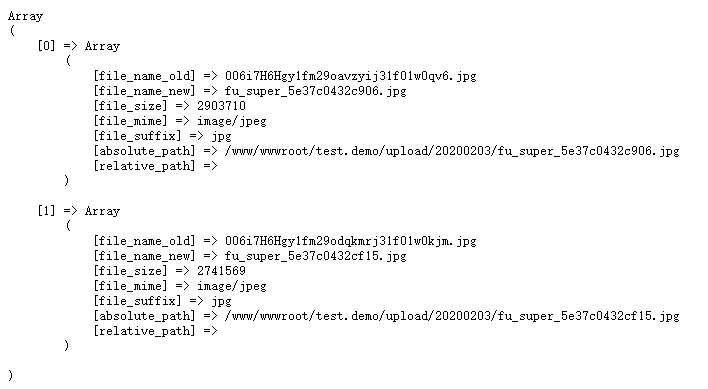 Array
(
    [0] => Array
        (
            [file_name_old] => 006i7H6Hgy1fm29oavzyij31f01w0qv6.jpg
            [file_name_new] => fu_super_5e37c0432c906.jpg
            [file_size] => 2903710
            [file_mime] => image/jpeg
            [file_suffix] => jpg
            [absolute_path] => /www/wwwroot/test.demo/upload/20200203/fu_super_5e37c0432c906.jpg
            [relative_path] =>
        )
    [1] => Array
        (
            [file_name_old] => 006i7H6Hgy1fm29odqkmrj31f01w0kjm.jpg
            [file_name_new] => fu_super_5e37c0432cf15.jpg
            [file_size] => 2741569
            [file_mime] => image/jpeg
            [file_suffix] => jpg
            [absolute_path] => /www/wwwroot/test.demo/upload/20200203/fu_super_5e37c0432cf15.jpg
            [relative_path] =>
        )
)